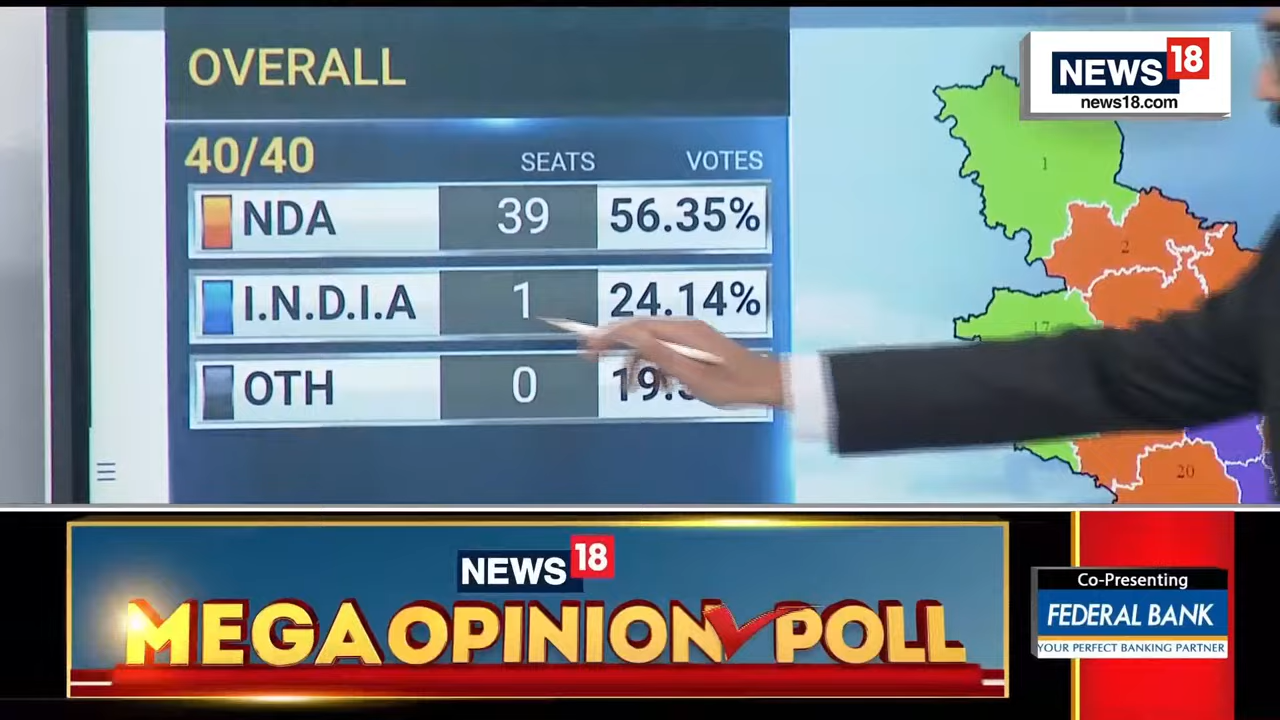 OVERALL
40/40 SEATS VOTES
NDA 39 56.35%
I.N.D.I.A 1 24.14%
OTH 0
NEWS18
news18.com
1
2
17
20
NEWS18
MEGA OPINION POLL
Co-Presenting
FEDERAL BANK
YOUR PERFECT BANKING PARTNER